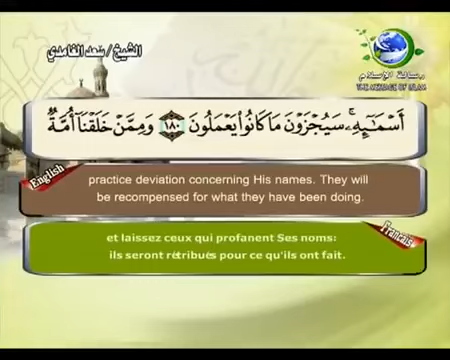 الشيخ / سعد الغامدي
رسالة الإسلام
THE MESSAGE OF ISLAM
أَسْمَـٰٓئِهِۦ ۚ سَيُجْزَوْنَ مَا كَانُوا۟ يَعْمَلُونَ ١٨٠ وَمِمَّنْ خَلَقْنَآ أُمَّةٌۭ
English
practice deviation concerning His names. They will
be recompensed for what they have been doing.
Francais
et laissez ceux qui profanent Ses noms:
ils seront rétribués pour ce qu'ils ont fait.